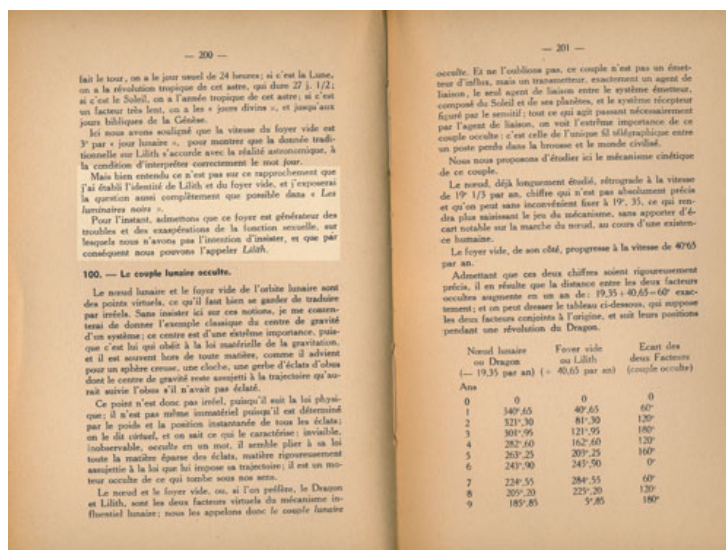 — 200 —
fait le tour, on a le jour usuel de 24 heures; si c'est la Lune,
on a la révolution tropique de cet astre, qui dure 27 j. 1/2;
si c'est le Soleil, on a l'année tropique de cet astre; si c'est
un facteur très lent, on a les « jours divins », et jusqu'aux
jours bibliques de la Génèse.
Ici nous avons souligné que la vitesse du foyer vide est
3° par « jour lunaire », pour montrer que la donnée tradi-
tionnelle sur Lilith s'accorde avec la réalité astronomique, à
la condition d'interpréter correctement le mot jour.
Mais bien entendu ce n'est pas sur ce rapprochement que
j'ai établi l'identité de Lilith et du foyer vide, et j'exposerai
la question aussi complètement que possible dans « Les
luminaires noirs ».
Pour l'instant, admettons que ce foyer est générateur des
troubles et des exaspérations de la fonction sexuelle, sur
lesquels nous n'avons pas l'intention d'insister, et que par
conséquent nous pouvons l'appeler Lilith.
100. — Le couple lunaire occulte.
Le nœud lunaire et le foyer vide de l'orbite lunaire sont
des points virtuels, ce qu'il faut bien se garder de traduire
par irréels. Sans insister ici sur ces notions, je me conten-
terai de donner l'exemple classique du centre de gravité
d'un système; ce centre est d'une extrême importance, puis-
que c'est lui qui obéit à la loi matérielle de la gravitation,
et il est souvent hors de toute matière, comme il advient
pour un sphère creuse, une cloche, une gerbe d'éclats d'obus
dont le centre de gravité reste assujetti à la trajectoire qu'au-
rait suivie l'obus s'il n'avait pas éclaté.
Ce point n'est donc pas irréel, puisqu'il suit la loi physi-
que; il n'est pas même immatériel puisqu'il est déterminé
par le poids et la position instantanée de tous les éclats;
on le dit virtuel, et on sait ce qui le caractérise : invisible,
inobservable, occulte en un mot, il semble plier à sa loi
toute la matière éparse des éclats, matière rigoureusement
assujettie à la loi que lui impose sa trajectoire; il est un mo-
teur occulte de ce qui tombe sous nos sens.
Le nœud et le foyer vide, ou, si l'on préfère, le Dragon
et Lilith, sont les deux facteurs virtuels du mécanisme in-
fluentiel lunaire; nous les appelons donc le couple lunaire
— 201 —
occulte. Et ne l'oublions pas, ce couple n'est pas un émet-
teur d'influx, mais un transmetteur, exactement un agent de
liaison, le seul agent de liaison entre le système émetteur,
composé du Soleil et de ses planètes, et le système récepteur
figuré par le sensitif; tout ce qui agit passant nécessairement
par l'agent de liaison, on voit l'extrême importance de ce
couple occulte : c'est celle de l'unique fil télégraphique entre
un poste perdu dans la brousse et le monde civilisé.
Nous nous proposons d'étudier ici le mécanisme cinétique
de ce couple.
Le nœud, déjà longuement étudié, rétrograde à la vitesse
de 19° 1/3 par an, chiffre qui n'est pas absolument précis
et qu'on peut sans inconvénient fixer à 19°, 35, ce qui ren-
dra plus saisissant le jeu du mécanisme, sans apporter d'é-
cart notable sur la marche du nœud, au cours d'une existen-
ce humaine.
Le foyer vide, de son côté, progresse à la vitesse de 40°65
par an.
Admettant que ces deux chiffres soient rigoureusement
précis, il en résulte que la distance entre les deux facteurs
occultes augmente en un an de : 19,35 + 40,65 = 60° exac-
tement; et on peut dresser le tableau ci-dessous, qui suppose
les deux facteurs conjoints à l'origine, et suit leurs positions
pendant une révolution du Dragon.
Nœud lunaire Foyer vide Ecart des
ou Dragon ou Lilith deux Facteurs
(— 19,35 par an) (+ 40,65 par an) (couple occulte)
Ans
0 0 0 0
1 340°,65 40°,65 60°
2 321°,30 81°,30 120°
3 301°,95 121°,95 180°
4 282°,60 162°,60 120°
5 263°,25 203°,25 160°
6 243°,90 243°,90 0°
7 224°,55 284°,55 60°
8 205°,20 225°,20 120°
9 185°,85 5°,85 180°